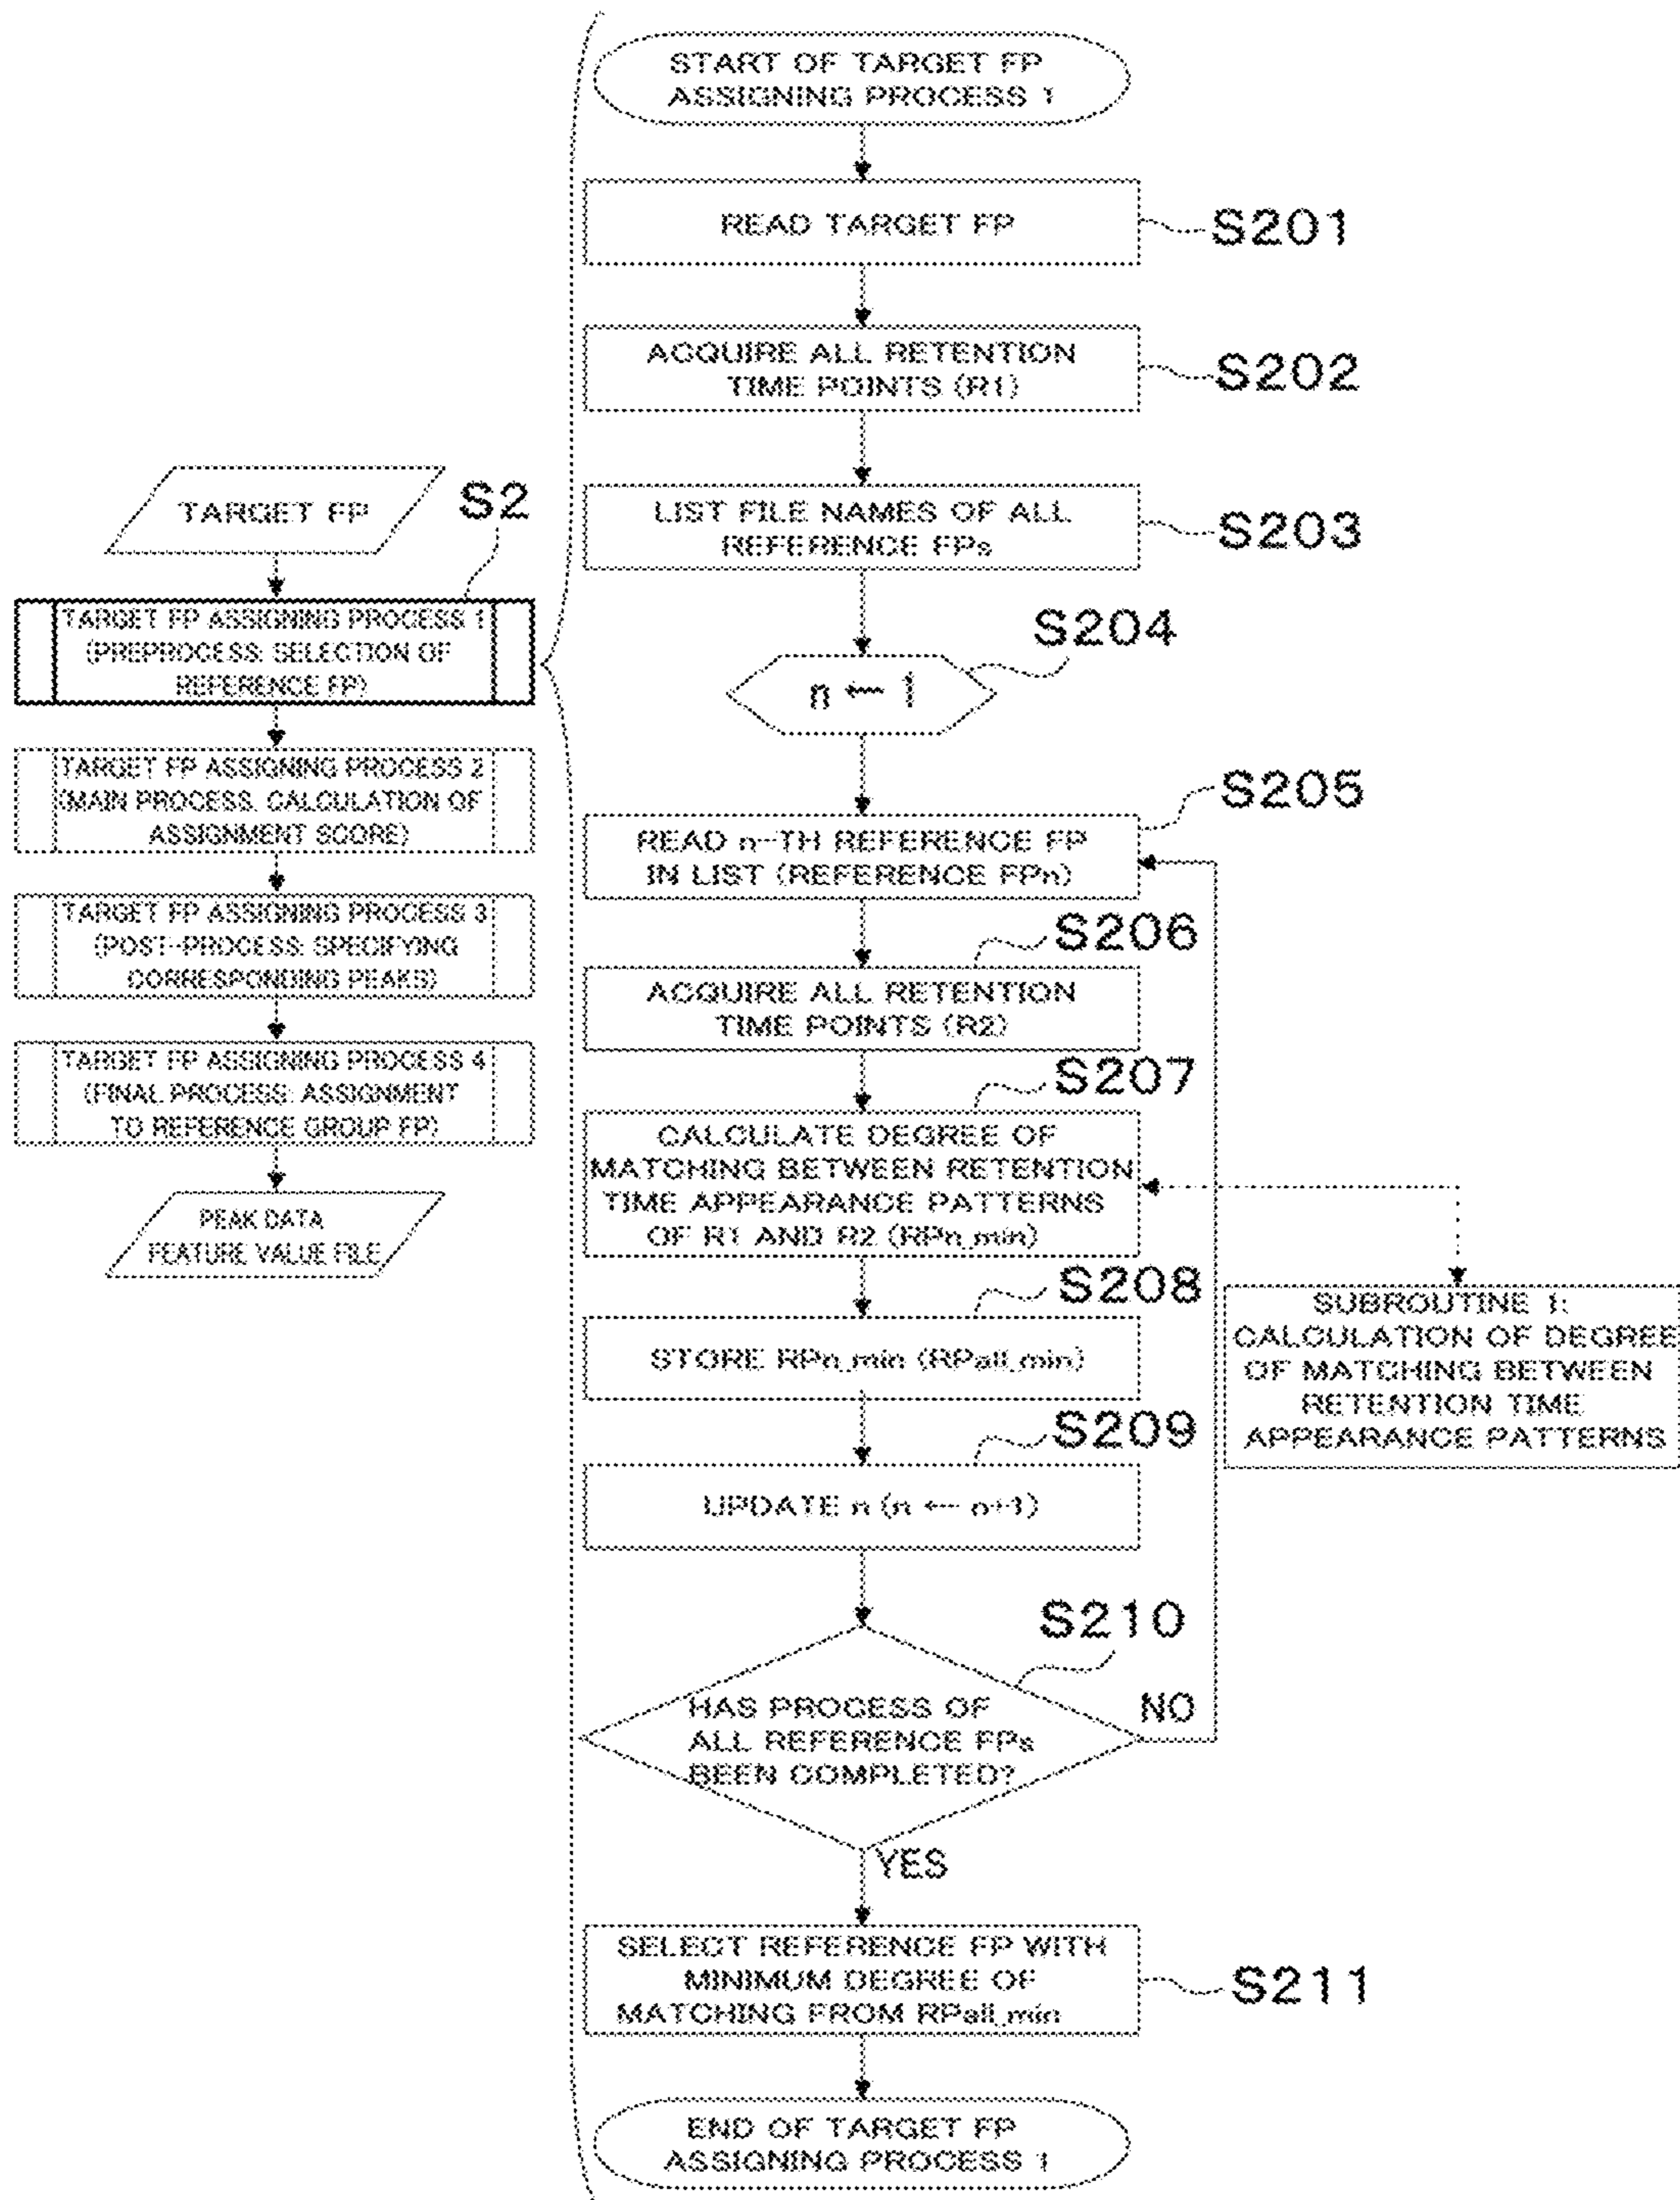 TARGET FP
S2
TARGET FP ASSIGNING PROCESS 1
(PREPROCESS: SELECTION OF
REFERENCE FP)
TARGET FP ASSIGNING PROCESS 2
(MAIN PROCESS: CALCULATION OF
ASSIGNMENT SCORE)
TARGET FP ASSIGNING PROCESS 3
(POST-PROCESS: SPECIFYING
CORRESPONDING PEAKS)
TARGET FP ASSIGNING PROCESS 4
(FINAL PROCESS: ASSIGNMENT
TO REFERENCE GROUP FP)
PEAK DATA
FEATURE VALUE FILE
START OF TARGET FP
ASSIGNING PROCESS 1
READ TARGET FP
S201
ACQUIRE ALL RETENTION
TIME POINTS (R1)
S202
LIST FILE NAMES OF ALL
REFERENCE FPs
S203
n ← 1
S204
READ n-TH REFERENCE FP
IN LIST (REFERENCE FPn)
S205
ACQUIRE ALL RETENTION
TIME POINTS (R2)
S206
CALCULATE DEGREE OF
MATCHING BETWEEN RETENTION
TIME APPEARANCE PATTERNS
OF R1 AND R2 (RPn_min)
S207
SUBROUTINE 1:
CALCULATION OF DEGREE
OF MATCHING BETWEEN
RETENTION TIME
APPEARANCE PATTERNS
STORE RPn_min (RPall_min)
S208
UPDATE n (n ← n+1)
S209
HAS PROCESS OF
ALL REFERENCE FPs
BEEN COMPLETED?
S210
NO
YES
SELECT REFERENCE FP WITH
MINIMUM DEGREE OF
MATCHING FROM RPall_min
S211
END OF TARGET FP
ASSIGNING PROCESS 1